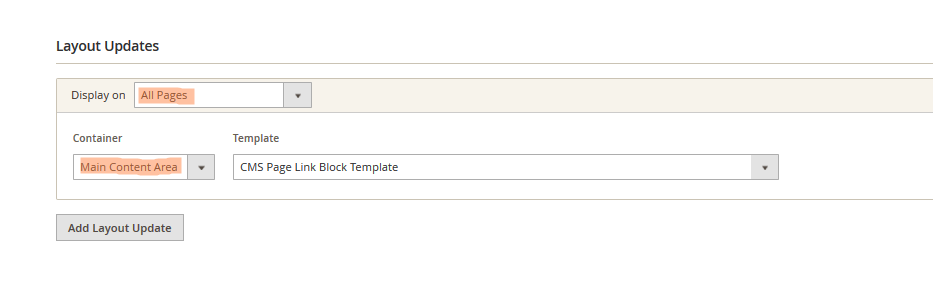 Layout Updates
Display on All Pages
Container Template
Main Content Area CMS Page Link Block Template
Add Layout Update